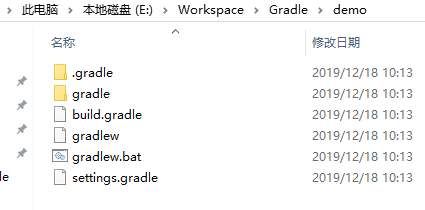 此电脑 > 本地磁盘 (E:) > Workspace > Gradle > demo
名称 修改日期
.gradle 2019/12/18 10:13
gradle 2019/12/18 10:13
build.gradle 2019/12/18 10:13
gradlew 2019/12/18 10:13
gradlew.bat 2019/12/18 10:13
settings.gradle 2019/12/18 10:13
le